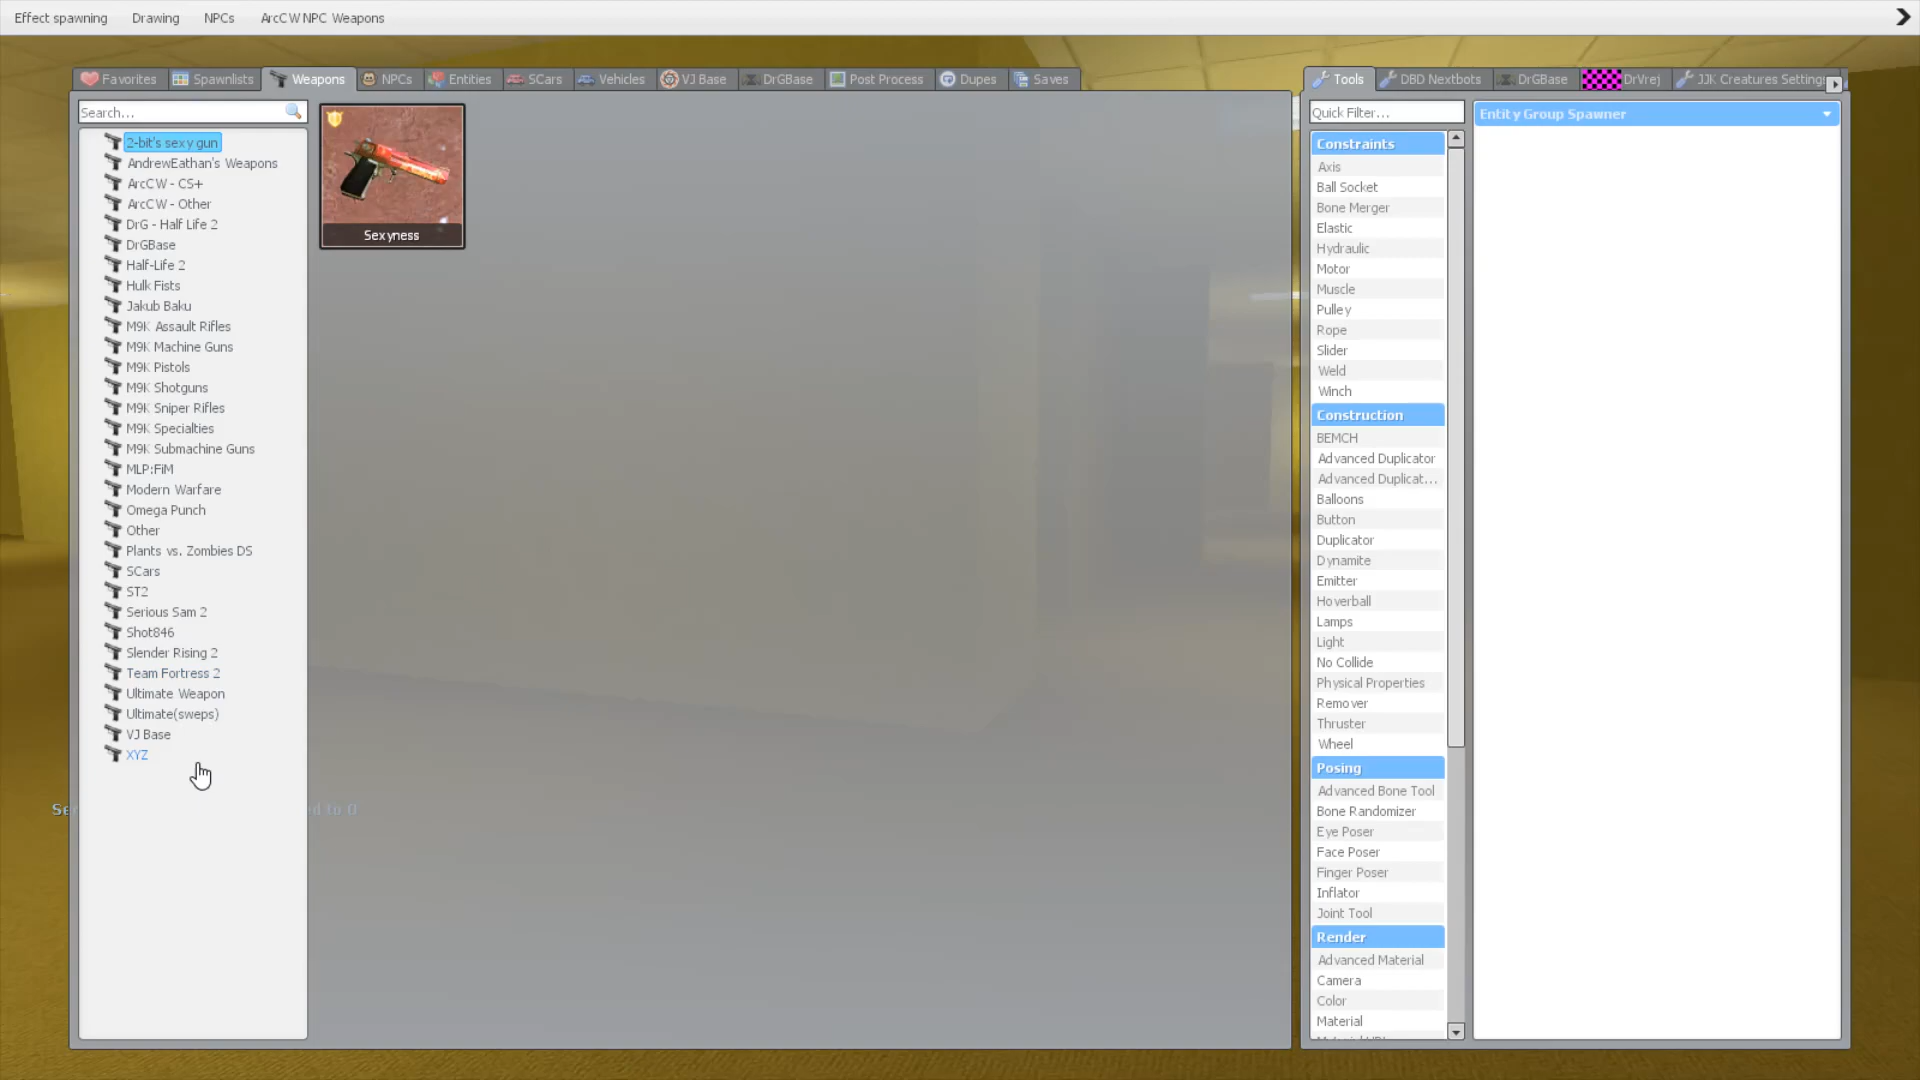 Effect spawning Drawing NPCs ArcCW NPC Weapons
Favorites Spawnlists Weapons NPCs Entities SCars Vehicles VJ Base DrGBase Post Process Dupes Saves
Search...
2-bit's sexy gun
AndrewEathan's Weapons
ArcCW - CS+
ArcCW - Other
DrG - Half Life 2
DrGBase
Half-Life 2
Hulk Fists
Jakub Baku
M9K Assault Rifles
M9K Machine Guns
M9K Pistols
M9K Shotguns
M9K Sniper Rifles
M9K Specialties
M9K Submachine Guns
MLP:FiM
Modern Warfare
Omega Punch
Other
Plants vs. Zombies DS
SCars
ST2
Serious Sam 2
Shot846
Slender Rising 2
Team Fortress 2
Ultimate Weapon
Ultimate(sweps)
VJ Base
XYZ
Sexyness
to 0
Tools DBD Nextbots DrGBase DrVrej JJK Creatures Settings
Quick Filter...
Constraints
Axis
Ball Socket
Bone Merger
Elastic
Hydraulic
Motor
Muscle
Pulley
Rope
Slider
Weld
Winch
Construction
BEMCH
Advanced Duplicator
Advanced Duplicat...
Balloons
Button
Duplicator
Dynamite
Emitter
Hoverball
Lamps
Light
No Collide
Physical Properties
Remover
Thruster
Wheel
Posing
Advanced Bone Tool
Bone Randomizer
Eye Poser
Face Poser
Finger Poser
Inflator
Joint Tool
Render
Advanced Material
Camera
Color
Material
Entity Group Spawner